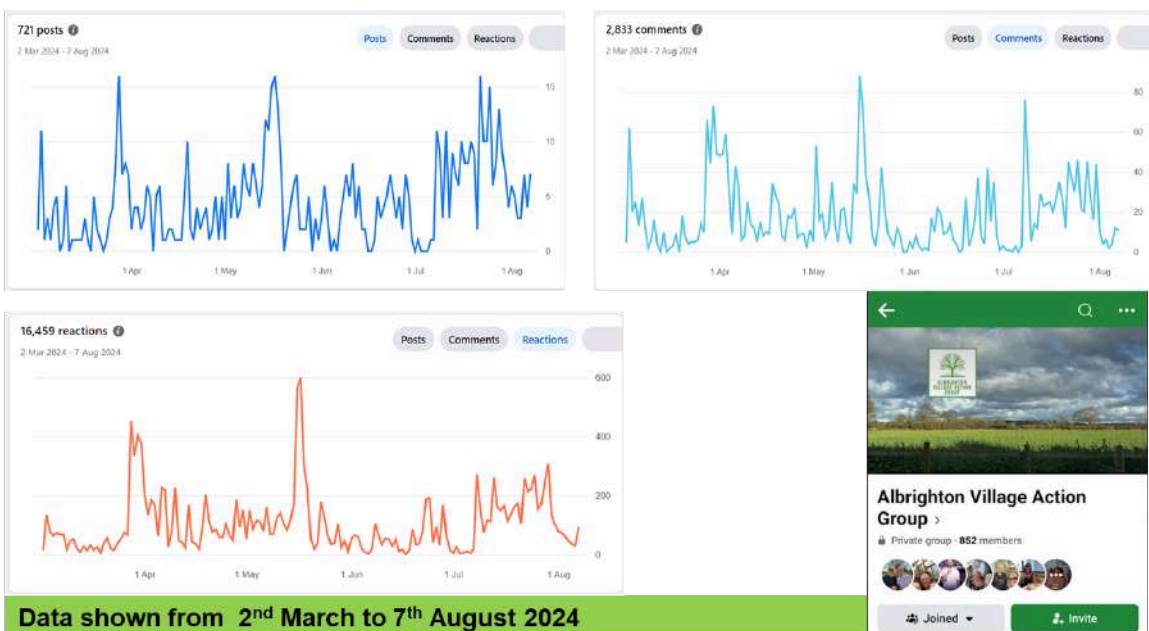 721 posts
Posts Comments Reactions
2 Mar 2024 - 7 Aug 2024
15
10
5
0
1 Apr 1 May 1 Jun 1 Jul 1 Aug
2,833 comments
Posts Comments Reactions
2 Mar 2024 - 7 Aug 2024
80
60
40
20
0
1 Apr 1 May 1 Jun 1 Jul 1 Aug
16,459 reactions
Posts Comments Reactions
2 Mar 2024 - 7 Aug 2024
600
400
200
0
1 Apr 1 May 1 Jun 1 Jul 1 Aug
ALBRIGHTON
VILLAGE ACTION
GROUP
Albrighton Village Action
Group >
Private group · 852 members
Joined
Invite
Data shown from 2nd March to 7th August 2024